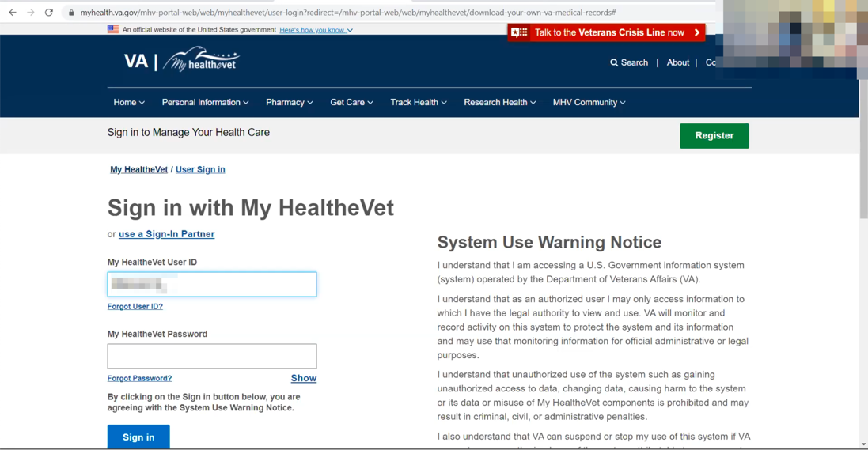 myhealth.va.gov/mhv-portal-web/web/myhealthevet/user-login?redirect=/mhv-portal-web/web/myhealthevet/download-your-own-va-medical-records#
An official website of the United States government Here's how you know.
Talk to the Veterans Crisis Line now
VA | My healthevet
Search | About |
Home Personal Information Pharmacy Get Care Track Health Research Health MHV Community
Sign in to Manage Your Health Care
Register
My HealtheVet / User Sign in
Sign in with My HealtheVet
or use a Sign-In Partner
My HealtheVet User ID
Forgot User ID?
My HealtheVet Password
Forgot Password?
Show
By clicking on the Sign in button below, you are
agreeing with the System Use Warning Notice.
Sign in
System Use Warning Notice
I understand that I am accessing a U.S. Government information system
(system) operated by the Department of Veterans Affairs (VA)
I understand that as an authorized user I may only access information to
which I have the legal authority to view and use. VA will monitor and
record activity on this system to protect the system and its information
and may use that monitoring information for official administrative or legal
purposes.
I understand that unauthorized use of the system such as gaining
unauthorized access to data, changing data, causing harm to the system
or its data or misuse of My HealtheVet components is prohibited and may
result in criminal, civil, or administrative penalties.
I also understand that VA can suspend or stop my use of this system if VA